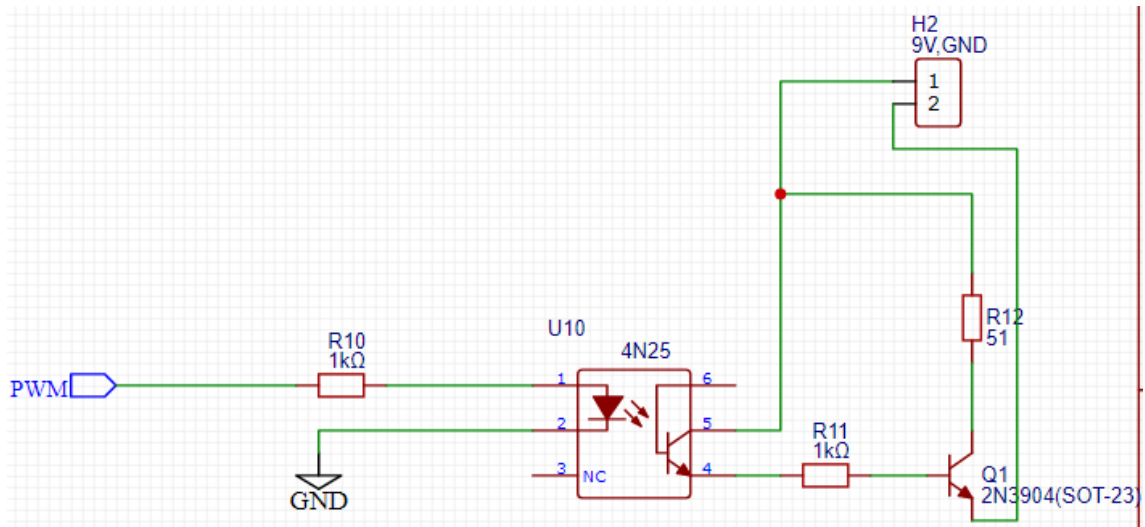 H2
9V,GND
1
2
R12
51
U10
4N25
R10
1kΩ
PWM
1
2
3
NC
6
5
4
R11
1kΩ
Q1
2N3904(SOT-23)
GND